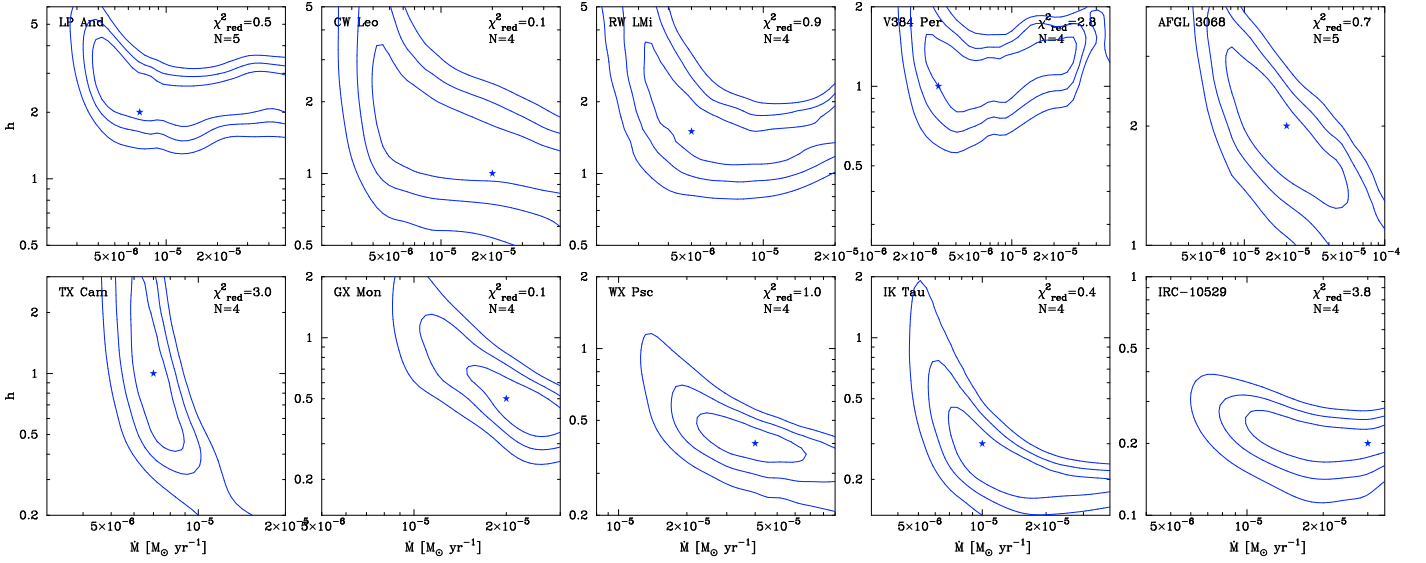 LP And
χ²red=0.5
N=5
5
2
1
0.5
h
5×10⁻⁶
10⁻⁵
2×10⁻⁵
CW Leo
χ²red=0.1
N=4
5
2
1
0.5
5×10⁻⁶
10⁻⁵
2×10⁻⁵
RW LMi
χ²red=0.9
N=4
5
2
1
0.5
5×10⁻⁶
10⁻⁵
2×10⁻⁵
V384 Per
χ²red=2.8
N=4
2
1
0.5
10⁻⁶
5×10⁻⁶
10⁻⁵
2×10⁻⁵
AFGL 3068
χ²red=0.7
N=5
2
1
5×10⁻⁶
10⁻⁵
2×10⁻⁵
5×10⁻⁵
10⁻⁴
TX Cam
χ²red=3.0
N=4
2
1
0.5
0.2
h
5×10⁻⁶
10⁻⁵
Ṁ [M⊙ yr⁻¹]
GX Mon
χ²red=0.1
N=4
2
1
0.5
0.2
10⁻⁵
2×10⁻⁵
Ṁ [M⊙ yr⁻¹]
WX Psc
χ²red=1.0
N=4
2
1
0.5
0.2
10⁻⁵
2×10⁻⁵
5×10⁻⁵
Ṁ [M⊙ yr⁻¹]
IK Tau
χ²red=0.4
N=4
2
1
0.5
0.2
5×10⁻⁶
10⁻⁵
2×10⁻⁵
Ṁ [M⊙ yr⁻¹]
IRC−10529
χ²red=3.8
N=4
1
0.5
0.2
0.1
5×10⁻⁶
10⁻⁵
2×10⁻⁵
Ṁ [M⊙ yr⁻¹]